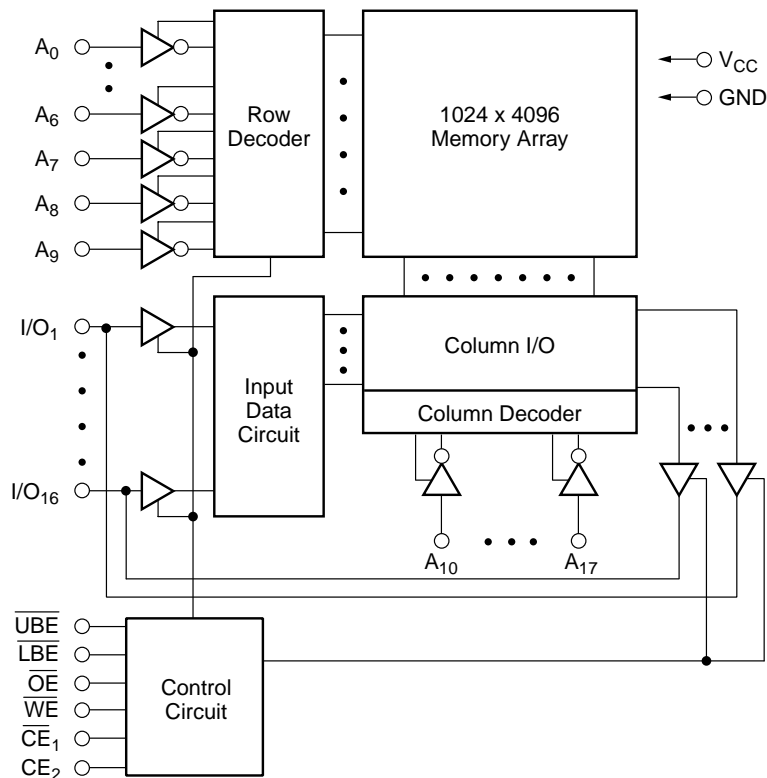 A0
A6
A7
A8
A9
Row
Decoder
1024 x 4096
Memory Array
VCC
GND
I/O1
I/O16
Input
Data
Circuit
Column I/O
Column Decoder
A10
A17
UBE
LBE
OE
WE
CE1
CE2
Control
Circuit